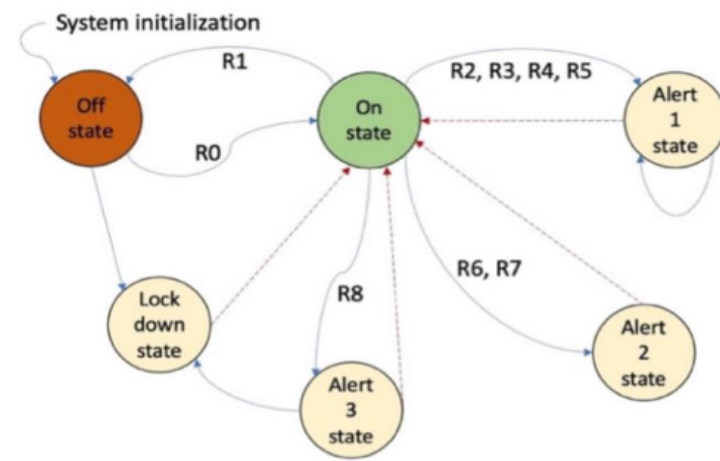 System initialization
R1
R2, R3, R4, R5
Off
state
On
state
Alert
1
state
R0
R6, R7
R8
Lock
down
state
Alert
2
state
Alert
3
state